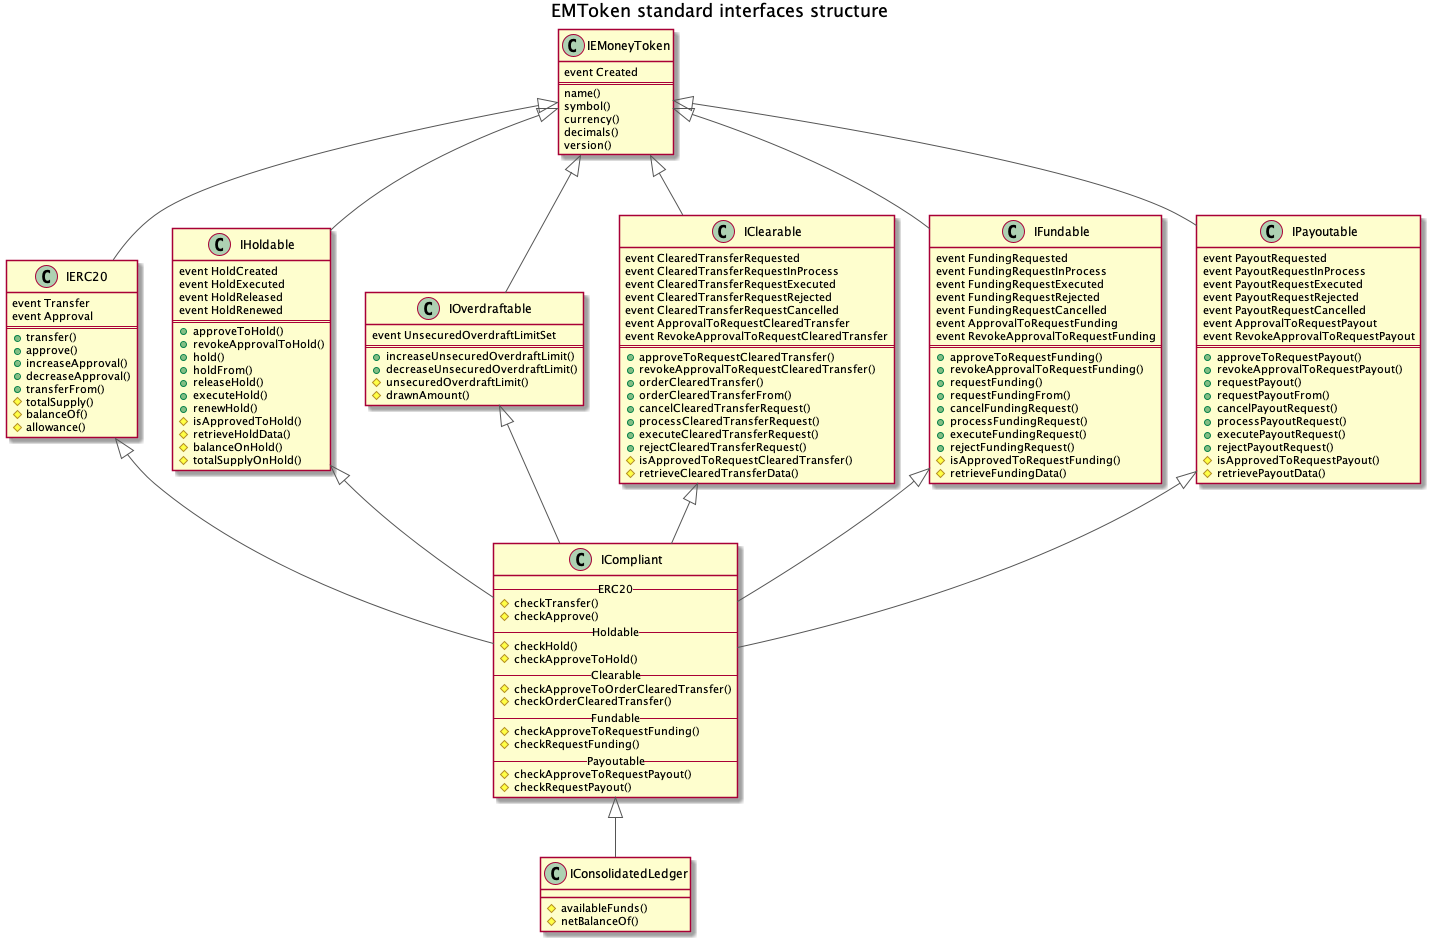 EMToken standard interfaces structure
C IEMoneyToken
event Created
name()
symbol()
currency()
decimals()
version()
C IERC20
event Transfer
event Approval
transfer()
approve()
increaseApproval()
decreaseApproval()
transferFrom()
totalSupply()
balanceOf()
allowance()
C IHoldable
event HoldCreated
event HoldExecuted
event HoldReleased
event HoldRenewed
approveToHold()
revokeApprovalToHold()
hold()
holdFrom()
releaseHold()
executeHold()
renewHold()
isApprovedToHold()
retrieveHoldData()
balanceOnHold()
totalSupplyOnHold()
C IOverdraftable
event UnsecuredOverdraftLimitSet
increaseUnsecuredOverdraftLimit()
decreaseUnsecuredOverdraftLimit()
unsecuredOverdraftLimit()
drawnAmount()
C IClearable
event ClearedTransferRequested
event ClearedTransferRequestInProcess
event ClearedTransferRequestExecuted
event ClearedTransferRequestRejected
event ClearedTransferRequestCancelled
event ApprovalToRequestClearedTransfer
event RevokeApprovalToRequestClearedTransfer
approveToRequestClearedTransfer()
revokeApprovalToRequestClearedTransfer()
orderClearedTransfer()
orderClearedTransferFrom()
cancelClearedTransferRequest()
processClearedTransferRequest()
executeClearedTransferRequest()
rejectClearedTransferRequest()
isApprovedToRequestClearedTransfer()
retrieveClearedTransferData()
C IFundable
event FundingRequested
event FundingRequestInProcess
event FundingRequestExecuted
event FundingRequestRejected
event FundingRequestCancelled
event ApprovalToRequestFunding
event RevokeApprovalToRequestFunding
approveToRequestFunding()
revokeApprovalToRequestFunding()
requestFunding()
requestFundingFrom()
cancelFundingRequest()
processFundingRequest()
executeFundingRequest()
rejectFundingRequest()
isApprovedToRequestFunding()
retrieveFundingData()
C IPayoutable
event PayoutRequested
event PayoutRequestInProcess
event PayoutRequestExecuted
event PayoutRequestRejected
event PayoutRequestCancelled
event ApprovalToRequestPayout
event RevokeApprovalToRequestPayout
approveToRequestPayout()
revokeApprovalToRequestPayout()
requestPayout()
requestPayoutFrom()
cancelPayoutRequest()
processPayoutRequest()
executePayoutRequest()
rejectPayoutRequest()
isApprovedToRequestPayout()
retrievePayoutData()
C ICompliant
ERC20
checkTransfer()
checkApprove()
Holdable
checkHold()
checkApproveToHold()
Clearable
checkApproveToOrderClearedTransfer()
checkOrderClearedTransfer()
Fundable
checkApproveToRequestFunding()
checkRequestFunding()
Payoutable
checkApproveToRequestPayout()
checkRequestPayout()
C IConsolidatedLedger
availableFunds()
netBalanceOf()